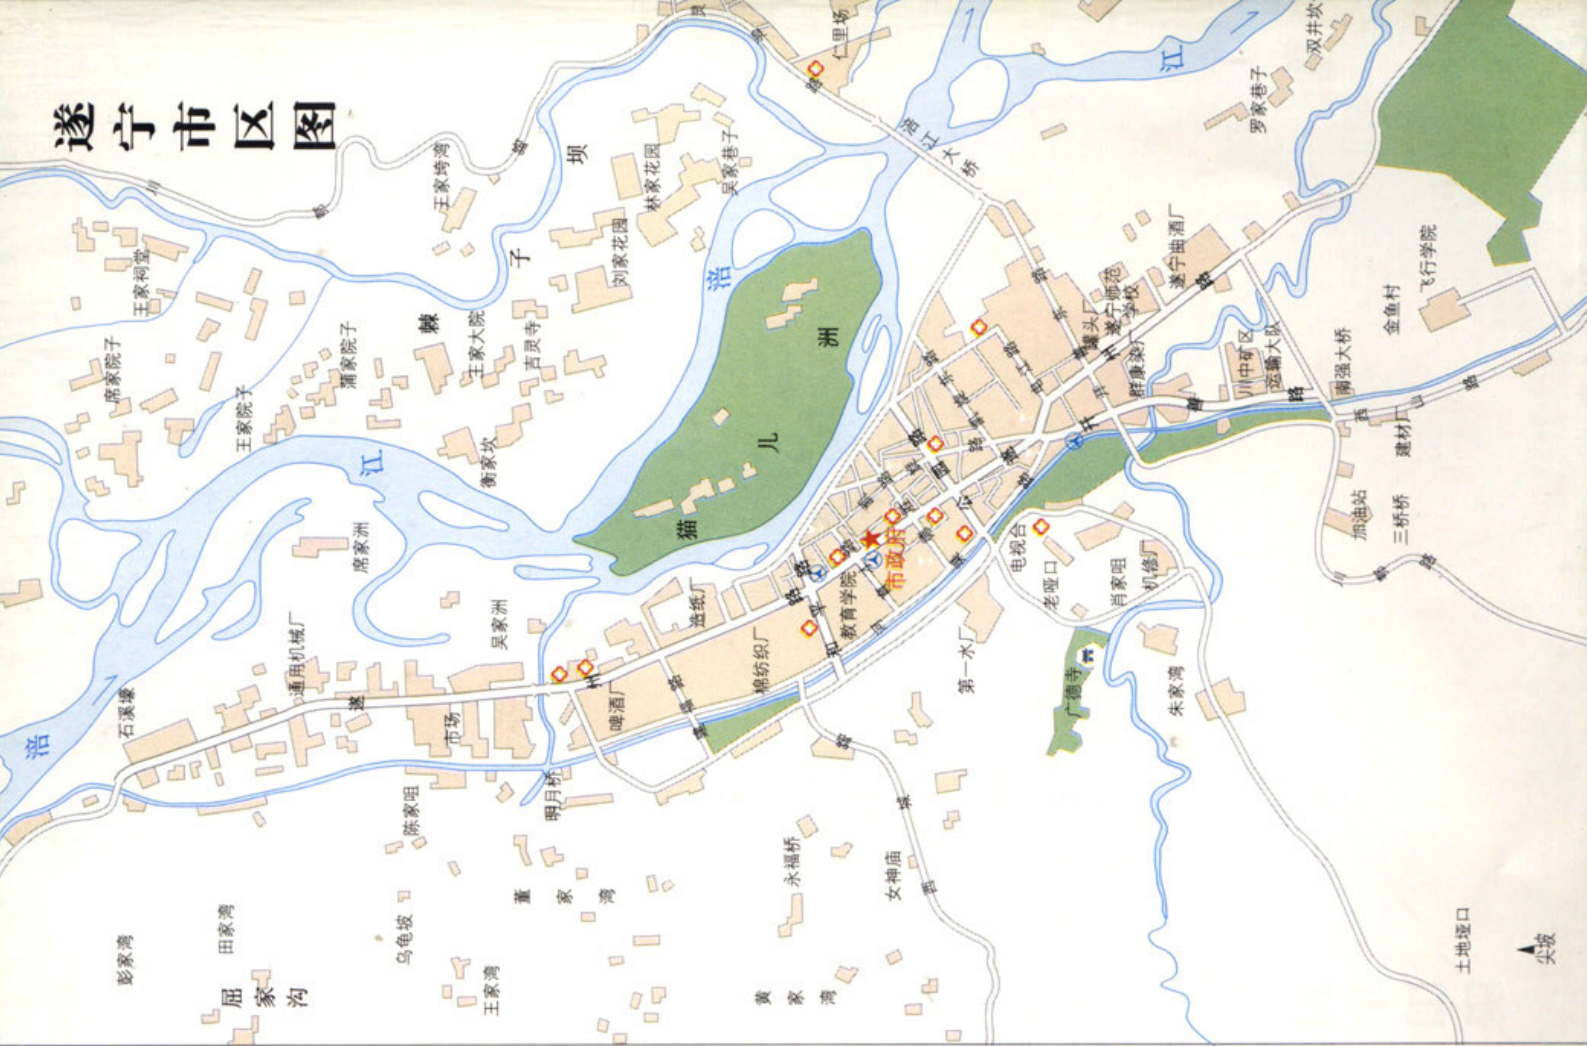 遂宁市区图
仁里场
双井坎
罗家巷子
江
涪江大桥
王家垮湾
坝
林家花园
吴家巷子
子
刘家花园
涪
王家祠堂
棘
王家大院
吉灵寺
蒲家院子
席家院子
王家院子
衡家坎
江
洲
儿
猫
遂宁曲酒厂
遂宁师范学校
罐头厂
群康染厂
飞行学院
金鱼村
川中矿区
运输大队
南强大桥
建材厂
加油站
三桥桥
席家洲
吴家洲
造纸厂
通用机械厂
石溪壕
涪
遂
州
市场
啤酒厂
棉纺织厂
教育学院
市政府
电视台
老哑口
肖家咀
机修厂
第一水厂
广德寺
朱家湾
明月桥
陈家咀
彭家湾
田家湾
屈家沟
乌龟坡
王家湾
董家湾
永福桥
女神庙
黄家湾
土地垭口
尖坡